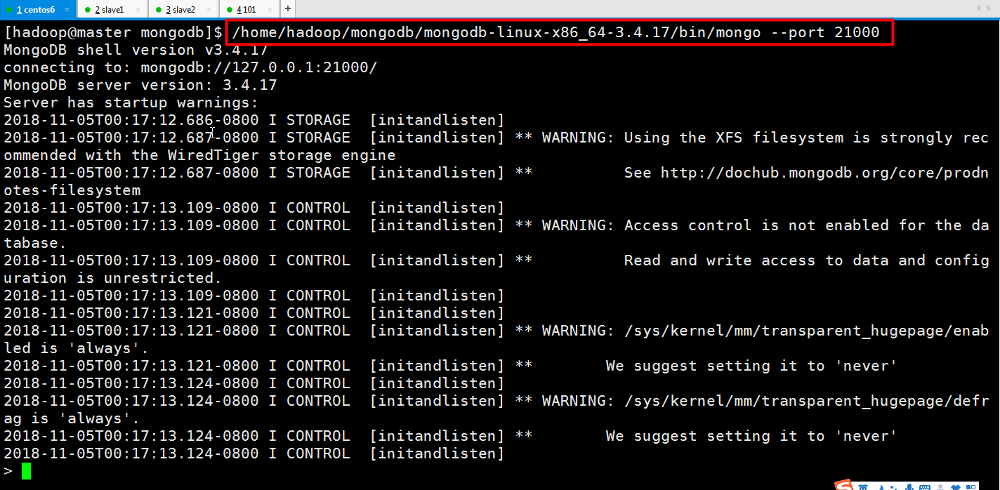 1 centos6 × 2 slave1 × 3 slave2 × 4 101 × +
[hadoop@master mongodb]$ /home/hadoop/mongodb/mongodb-linux-x86_64-3.4.17/bin/mongo --port 21000
MongoDB shell version v3.4.17
connecting to: mongodb://127.0.0.1:21000/
MongoDB server version: 3.4.17
Server has startup warnings:
2018-11-05T00:17:12.686-0800 I STORAGE  [initandlisten]
2018-11-05T00:17:12.687-0800 I STORAGE  [initandlisten] ** WARNING: Using the XFS filesystem is strongly rec
ommended with the WiredTiger storage engine
2018-11-05T00:17:12.687-0800 I STORAGE  [initandlisten] **          See http://dochub.mongodb.org/core/prodn
otes-filesystem
2018-11-05T00:17:13.109-0800 I CONTROL  [initandlisten]
2018-11-05T00:17:13.109-0800 I CONTROL  [initandlisten] ** WARNING: Access control is not enabled for the da
tabase.
2018-11-05T00:17:13.109-0800 I CONTROL  [initandlisten] **          Read and write access to data and config
uration is unrestricted.
2018-11-05T00:17:13.109-0800 I CONTROL  [initandlisten]
2018-11-05T00:17:13.121-0800 I CONTROL  [initandlisten]
2018-11-05T00:17:13.121-0800 I CONTROL  [initandlisten] ** WARNING: /sys/kernel/mm/transparent_hugepage/enab
led is 'always'.
2018-11-05T00:17:13.121-0800 I CONTROL  [initandlisten] **        We suggest setting it to 'never'
2018-11-05T00:17:13.124-0800 I CONTROL  [initandlisten]
2018-11-05T00:17:13.124-0800 I CONTROL  [initandlisten] ** WARNING: /sys/kernel/mm/transparent_hugepage/defr
ag is 'always'.
2018-11-05T00:17:13.124-0800 I CONTROL  [initandlisten] **        We suggest setting it to 'never'
2018-11-05T00:17:13.124-0800 I CONTROL  [initandlisten]
>
英